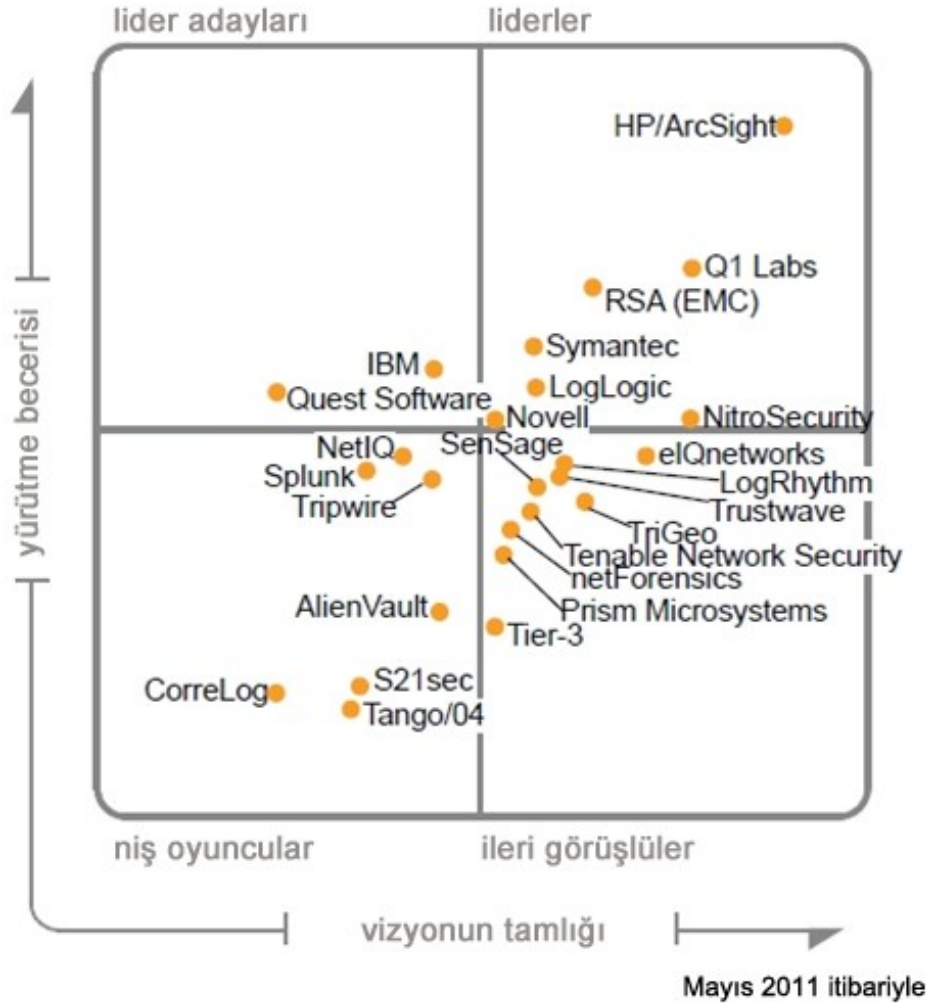 lider adayları
liderler
HP/ArcSight
Q1 Labs
RSA (EMC)
Symantec
IBM
LogLogic
Quest Software
Novell
NitroSecurity
NetIQ
SenSage
eIQnetworks
Splunk
LogRhythm
Tripwire
Trustwave
TriGeo
Tenable Network Security
netForensics
AlienVault
Prism Microsystems
Tier-3
CorreLog
S21sec
Tango/04
yürütme becerisi
niş oyuncular
ileri görüşlüler
vizyonun tamlığı
Mayıs 2011 itibariyle